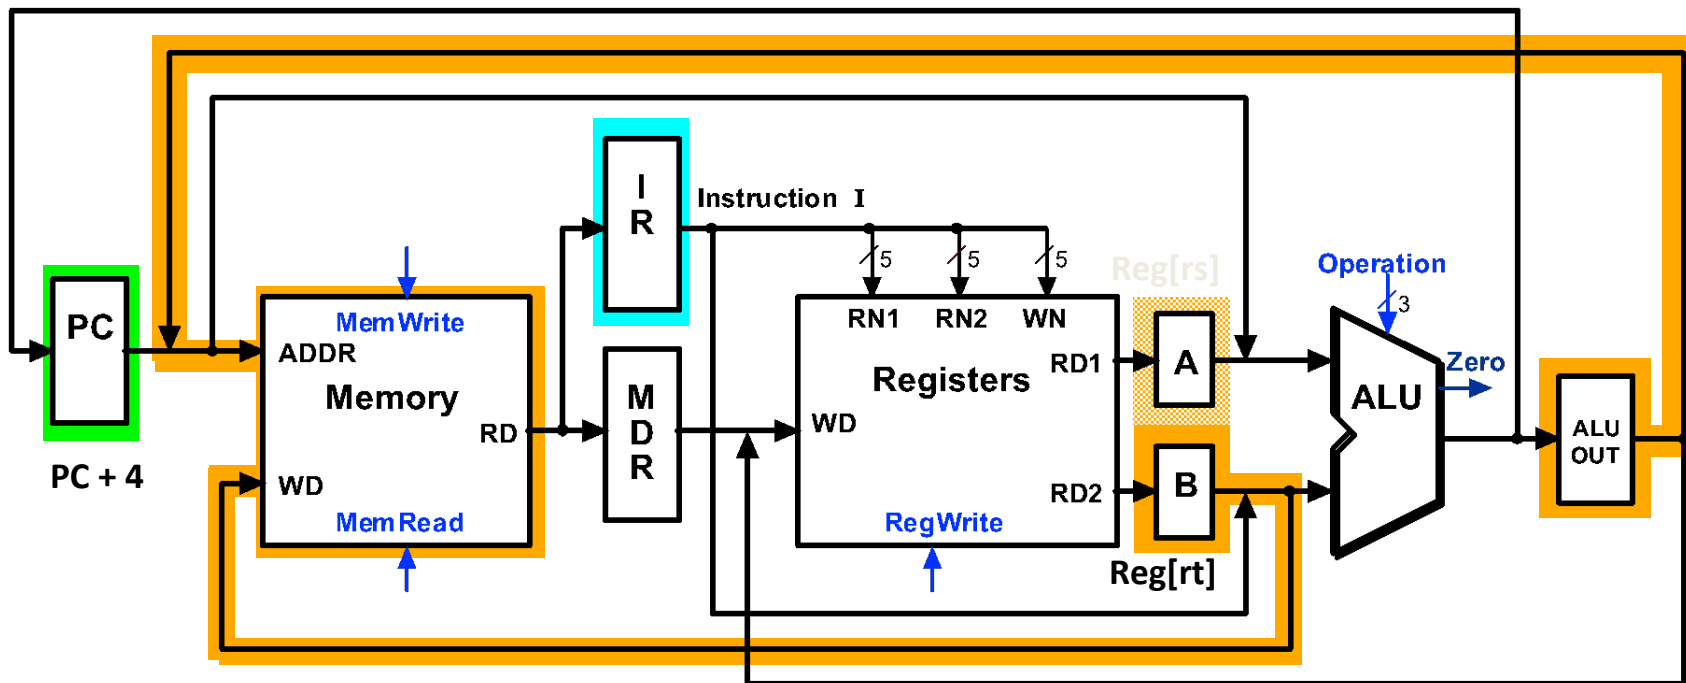 I
R
Instruction I
5
5
5
Reg[rs]
Operation
3
PC
MemWrite
RN1
RN2
WN
ADDR
RD1
A
Zero
Memory
M
D
R
Registers
ALU
RD
WD
ALU
OUT
PC + 4
WD
RD2
B
MemRead
RegWrite
Reg[rt]